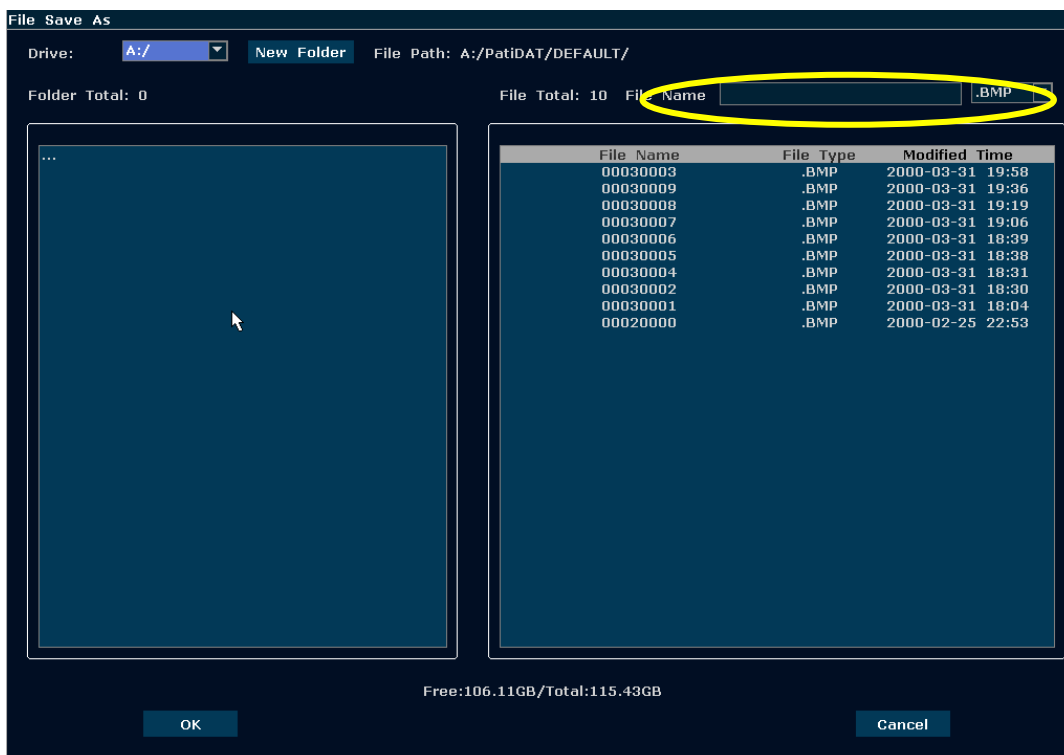 File Save As
Drive: A:/ New Folder File Path: A:/PatiDAT/DEFAULT/
Folder Total: 0 File Total: 10 File Name .BMP
...
File Name File Type Modified Time
00030003 .BMP 2000-03-31 19:58
00030009 .BMP 2000-03-31 19:36
00030008 .BMP 2000-03-31 19:19
00030007 .BMP 2000-03-31 19:06
00030006 .BMP 2000-03-31 18:39
00030005 .BMP 2000-03-31 18:38
00030004 .BMP 2000-03-31 18:31
00030002 .BMP 2000-03-31 18:30
00030001 .BMP 2000-03-31 18:04
00020000 .BMP 2000-02-25 22:53
Free:106.11GB/Total:115.43GB
OK Cancel